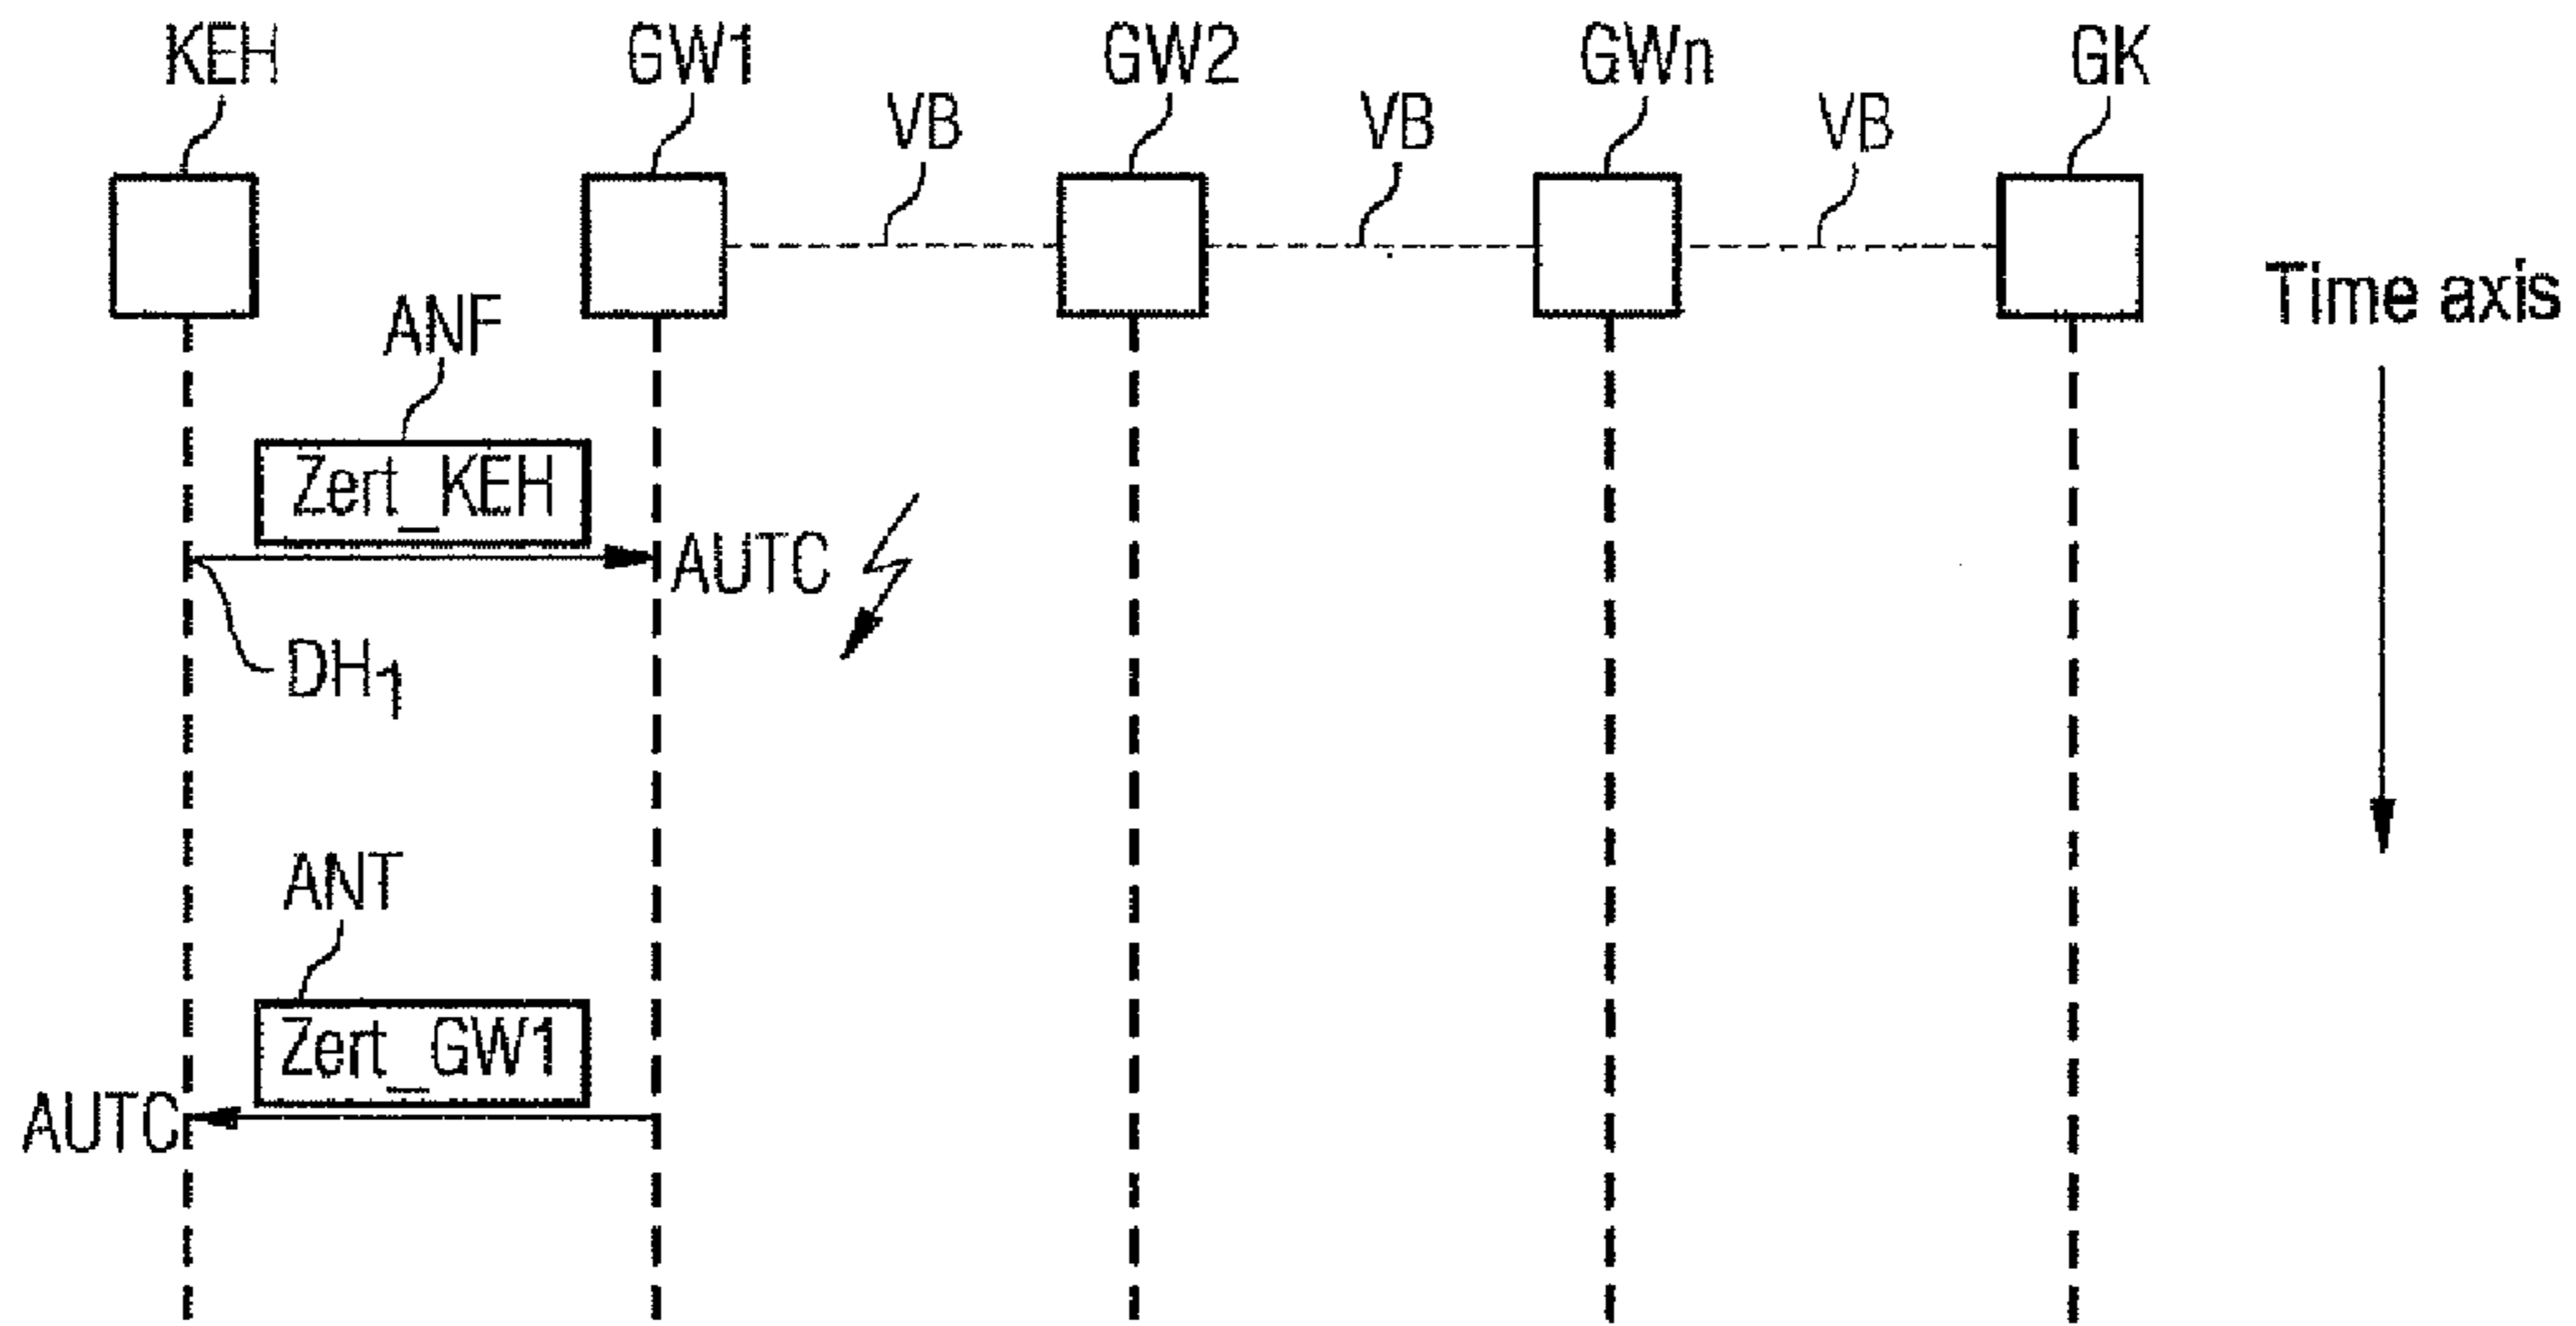 KEH GW1 GW2 GWn GK
VB VB VB
Time axis
ANF
Zert_KEH
AUTC
DH1
ANT
Zert_GW1
AUTC